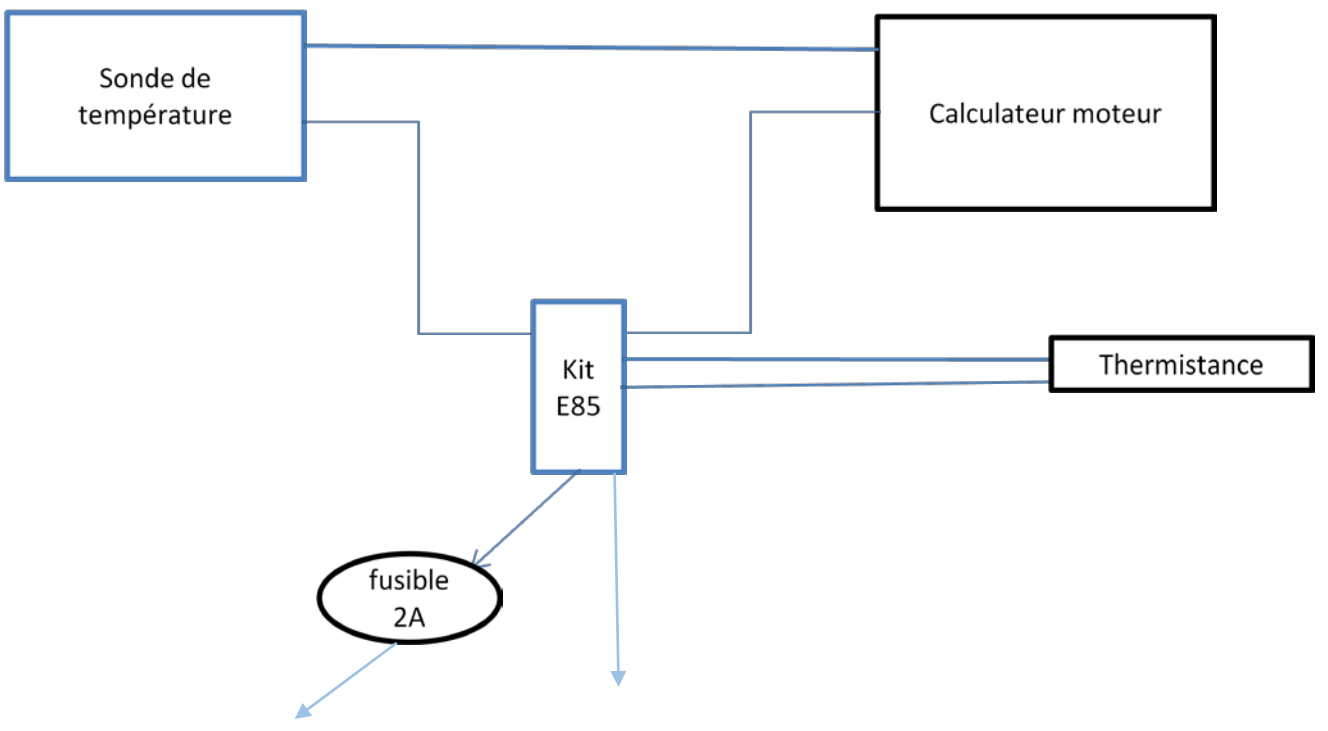 Sonde de
température
Calculateur moteur
Kit
E85
Thermistance
fusible
2A